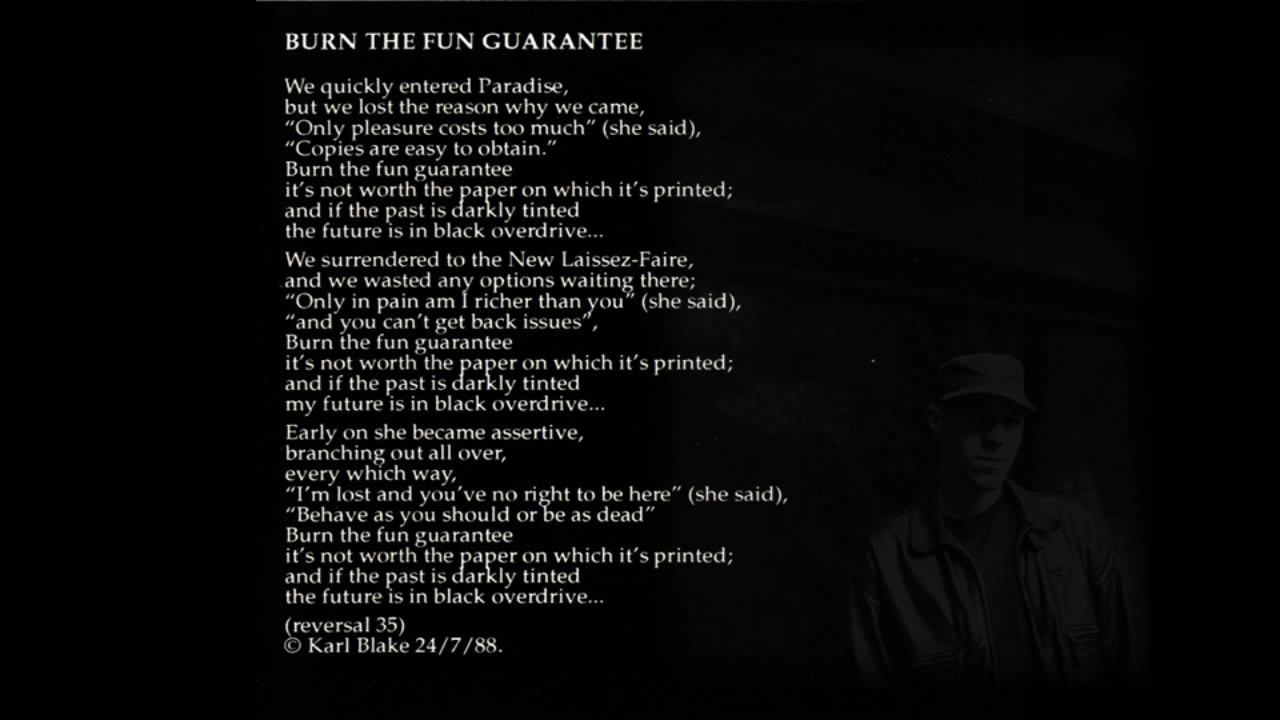 BURN THE FUN GUARANTEE
We quickly entered Paradise,
but we lost the reason why we came,
“Only pleasure costs too much” (she said),
“Copies are easy to obtain.”
Burn the fun guarantee
it’s not worth the paper on which it’s printed;
and if the past is darkly tinted
the future is in black overdrive...
We surrendered to the New Laissez-Faire,
and we wasted any options waiting there;
“Only in pain am I richer than you” (she said),
“and you can’t get back issues”,
Burn the fun guarantee
it’s not worth the paper on which it’s printed;
and if the past is darkly tinted
my future is in black overdrive...
Early on she became assertive,
branching out all over,
every which way,
“I’m lost and you’ve no right to be here” (she said),
“Behave as you should or be as dead”
Burn the fun guarantee
it’s not worth the paper on which it’s printed;
and if the past is darkly tinted
the future is in black overdrive...
(reversal 35)
© Karl Blake 24/7/88.